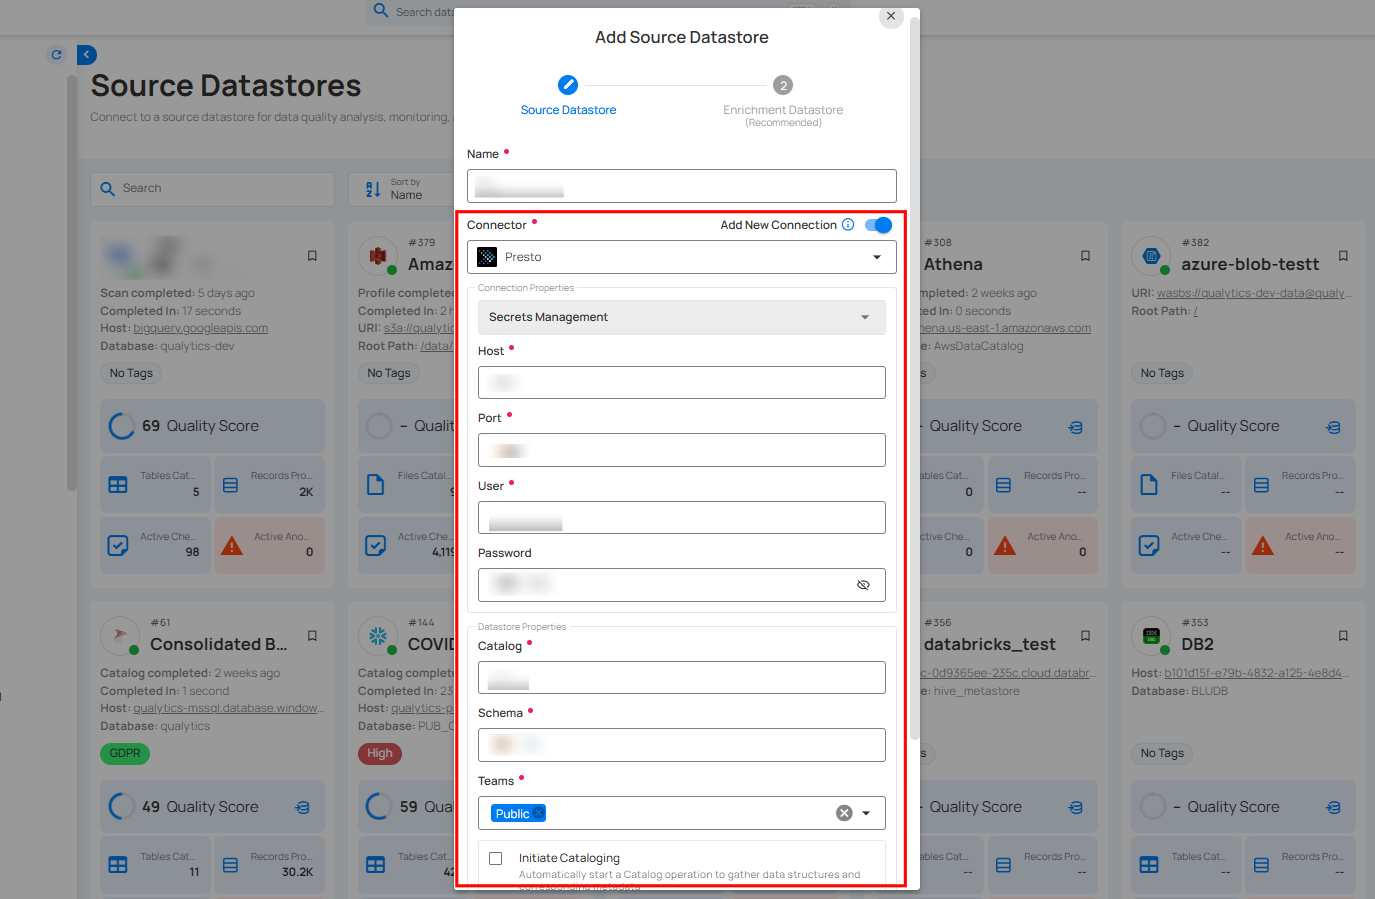 Search data
Source Datastores
Connect to a source datastore for data quality analysis, monitoring,
Search
Sort by
Name
Scan completed: 5 days ago
Completed In: 17 seconds
Host: bigquery.googleapis.com
Database: qualytics-dev
No Tags
69 Quality Score
Tables Cat...
5
Records Pro...
2K
Active Che...
98
Active Ano...
0
#379
Amaz
Profile complete
Completed In: 2
URI: s3a://qualytic
Root Path: /data/
No Tags
– Qualit
Files Catal
Active Che
4,119
Add Source Datastore
Source Datastore
2
Enrichment Datastore
(Recommended)
Name
Connector
Add New Connection
Presto
Connection Properties
Secrets Management
Host
Port
User
Password
Datastore Properties
Catalog
Schema
Teams
Public
Initiate Cataloging
Automatically start a Catalog operation to gather data structures and
corresponding metadata
#308
Athena
mpleted: 2 weeks ago
ed In: 0 seconds
hena.us-east-1.amazonaws.com
e: AwsDataCatalog
s
– Quality Score
ables Cat...
0
Records Pro...
--
ctive Che...
0
Active Ano...
0
#382
azure-blob-testt
URI: wasbs://qualytics-dev-data@qualy...
Root Path: /
No Tags
– Quality Score
Files Catal...
--
Records Pro...
--
Active Che...
--
Active Ano...
--
#61
Consolidated B...
Catalog completed: 2 weeks ago
Completed In: 1 second
Host: qualytics-mssql.database.window...
Database: qualytics
GDPR
49 Quality Score
Tables Cat...
11
Records Pro...
30.2K
#144
COVID
Catalog complete
Completed In: 23
Host: qualytics-p
Database: PUB_C
High
59 Qua
Tables Cat
42
#356
databricks_test
c-0d9365ee-235c.cloud.databr...
e: hive_metastore
s
– Quality Score
ables Cat...
--
Records Pro...
--
#353
DB2
Host: b101d15f-e79b-4832-a125-4e8d4...
Database: BLUDB
No Tags
– Quality Score
Tables Cat...
--
Records Pro...
--